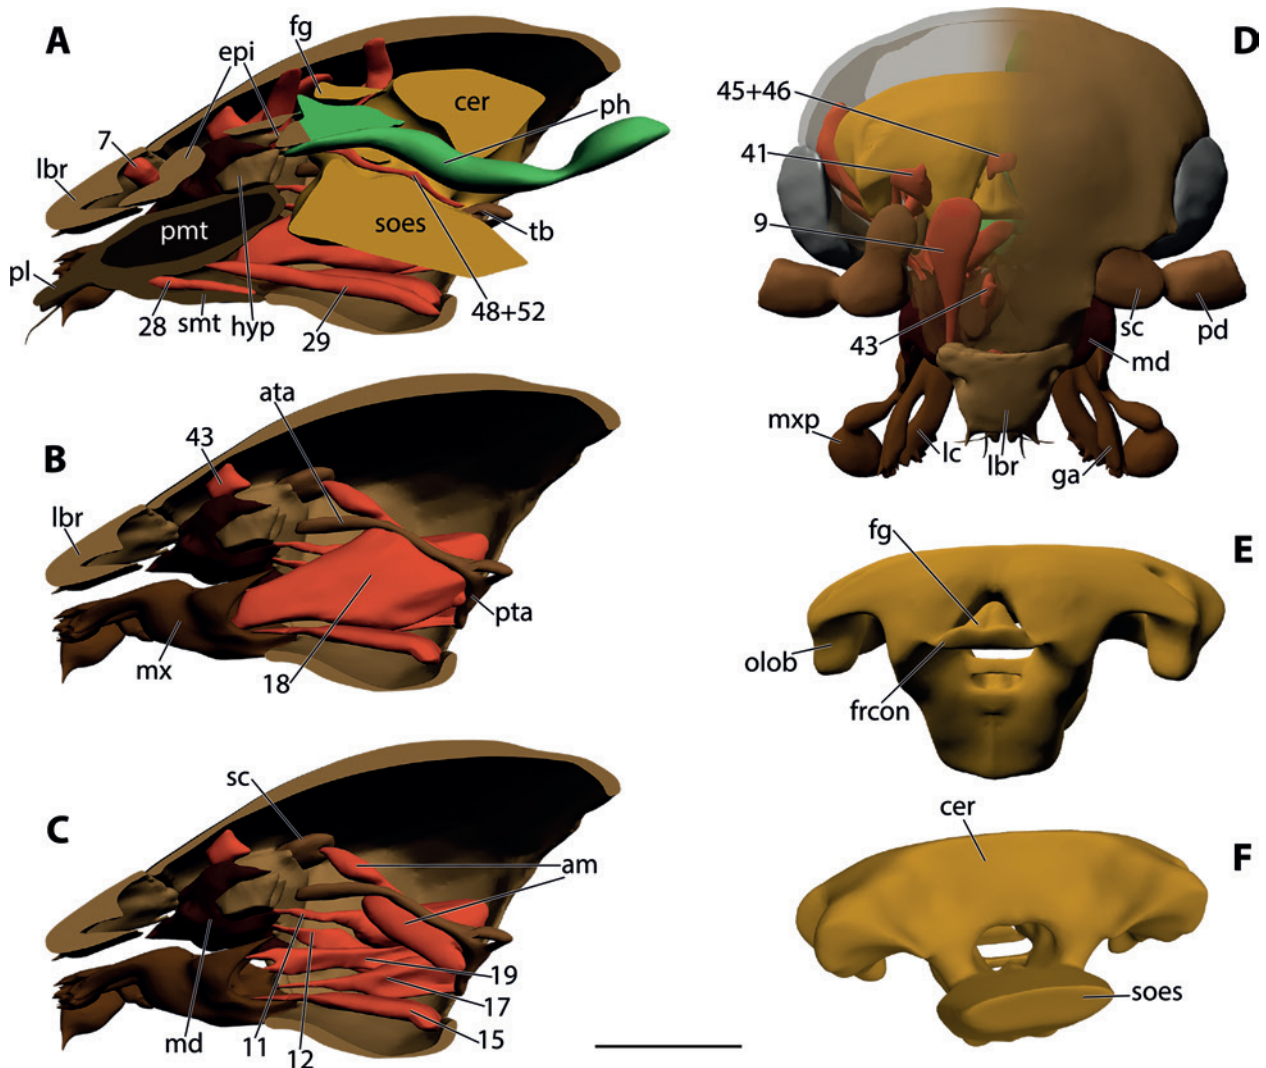 A
fg
epi
cer
ph
7
lbr
pmt
soes
tb
pl
28
smt
hyp
29
48+52
B
ata
43
lbr
mx
18
pta
C
sc
am
md
11
12
19
17
15
D
45+46
41
9
43
sc
pd
md
mxp
lc
lbr
ga
E
fg
olob
frcon
F
cer
soes